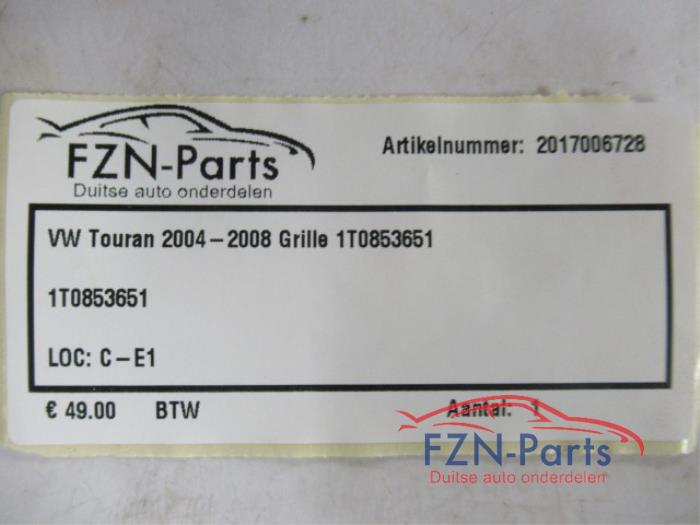 FZN-Parts
Duitse auto onderdelen
Artikelnummer: 2017006728
VW Touran 2004-2008 Grille 1T0853651
1T0853651
LOC: C-E1
€ 49.00 BTW Aantal: 1
FZN-Parts
Duitse auto onderdelen